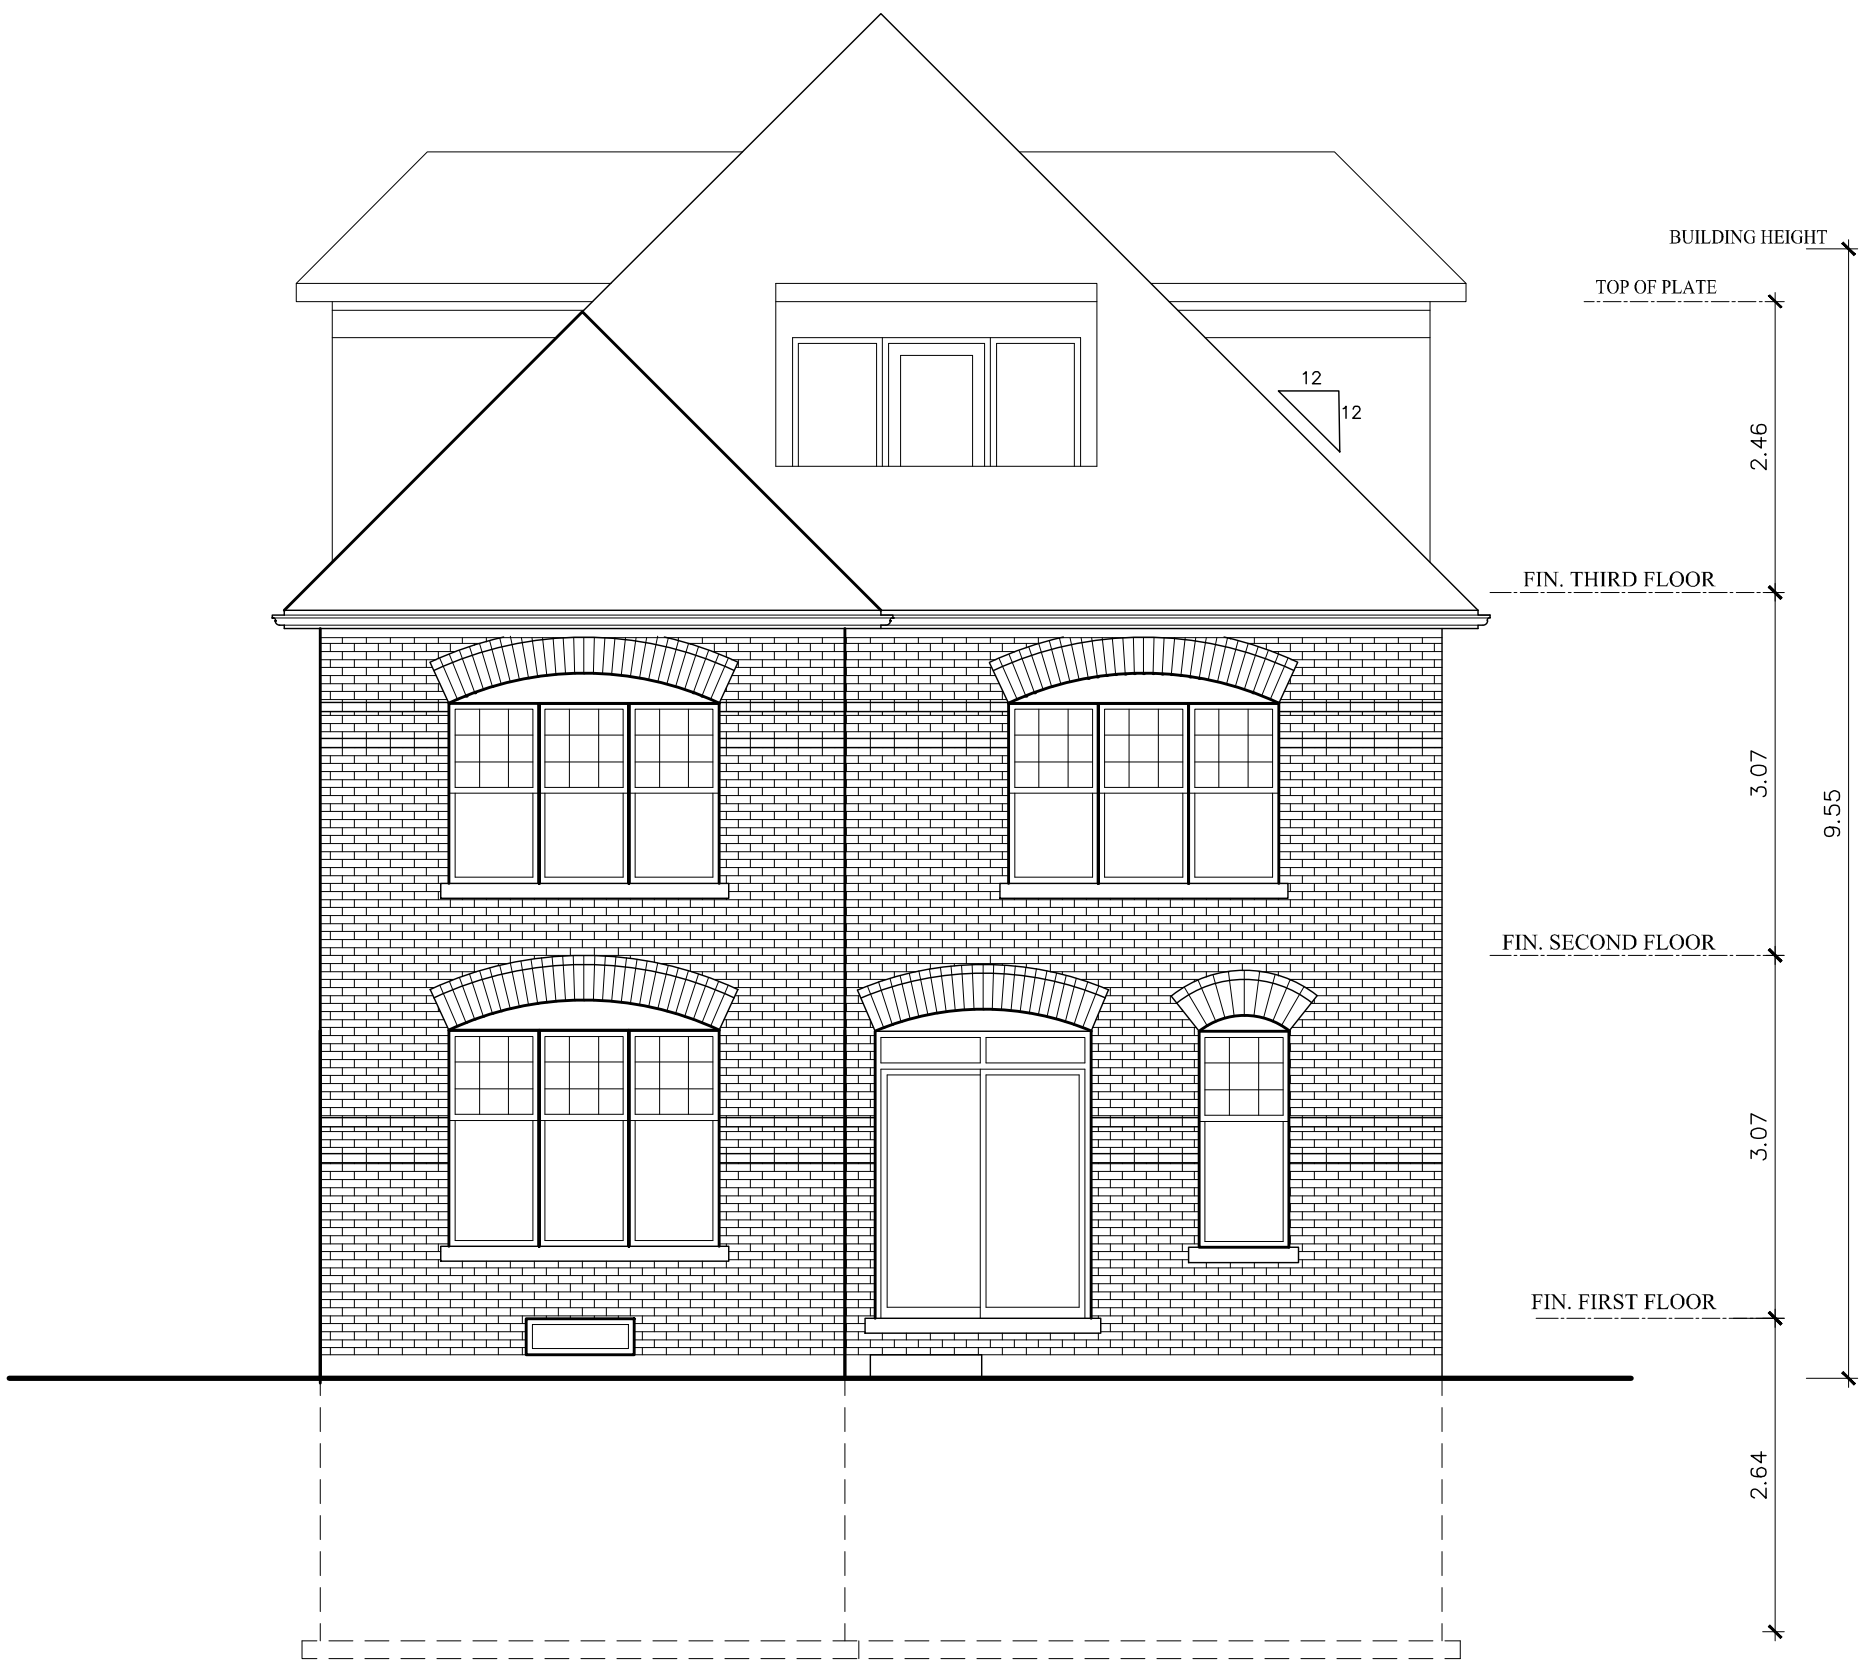 BUILDING HEIGHT
TOP OF PLATE
12
12
2.46
FIN. THIRD FLOOR
3.07
9.55
FIN. SECOND FLOOR
3.07
FIN. FIRST FLOOR
2.64